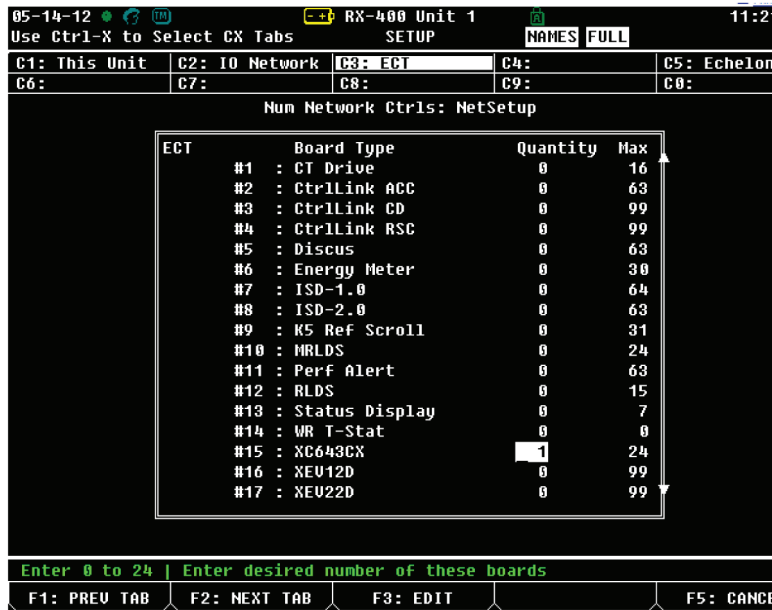 05-14-12 TM RX-400 Unit 1 A 11:2
Use Ctrl-X to Select CX Tabs SETUP NAMES FULL
C1: This Unit C2: IO Network C3: ECT C4: C5: Echelon
C6: C7: C8: C9: C0:
Num Network Ctrls: NetSetup
ECT Board Type Quantity Max
#1 : CT Drive 0 16
#2 : CtrlLink ACC 0 63
#3 : CtrlLink CD 0 99
#4 : CtrlLink RSC 0 99
#5 : Discus 0 63
#6 : Energy Meter 0 30
#7 : ISD-1.0 0 64
#8 : ISD-2.0 0 63
#9 : K5 Ref Scroll 0 31
#10 : MRLDS 0 24
#11 : Perf Alert 0 63
#12 : RLDS 0 15
#13 : Status Display 0 7
#14 : WR T-Stat 0 0
#15 : XC643CX 1 24
#16 : XEV12D 0 99
#17 : XEV22D 0 99
Enter 0 to 24 | Enter desired number of these boards
F1: PREV TAB F2: NEXT TAB F3: EDIT F5: CANCE